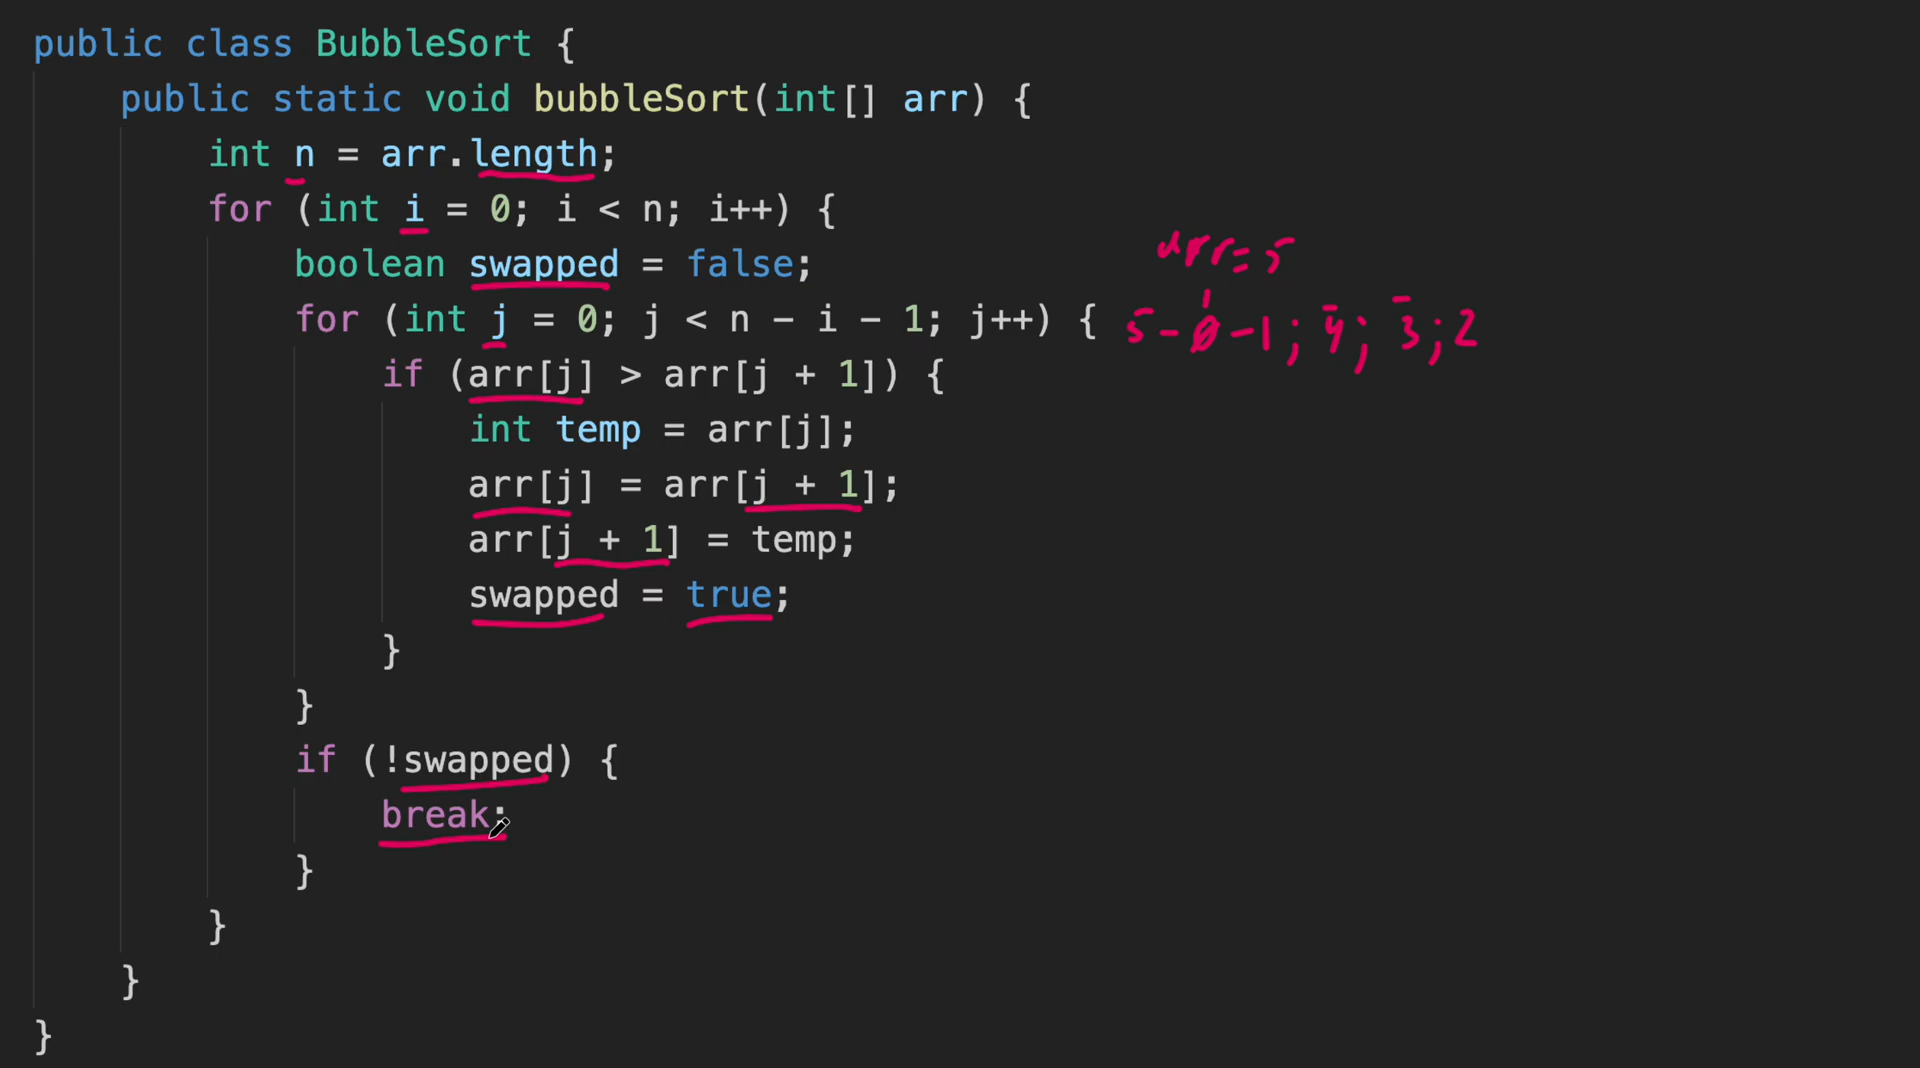 public class BubbleSort {
public static void bubbleSort(int[] arr) {
int n = arr.length;
for (int i = 0; i < n; i++) {
boolean swapped = false;
arr = 5
for (int j = 0; j < n - i - 1; j++) {
1
5 - 0 - 1; 4; 3; 2
if (arr[j] > arr[j + 1]) {
int temp = arr[j];
arr[j] = arr[j + 1];
arr[j + 1] = temp;
swapped = true;
}
}
if (!swapped) {
break;
}
}
}
}